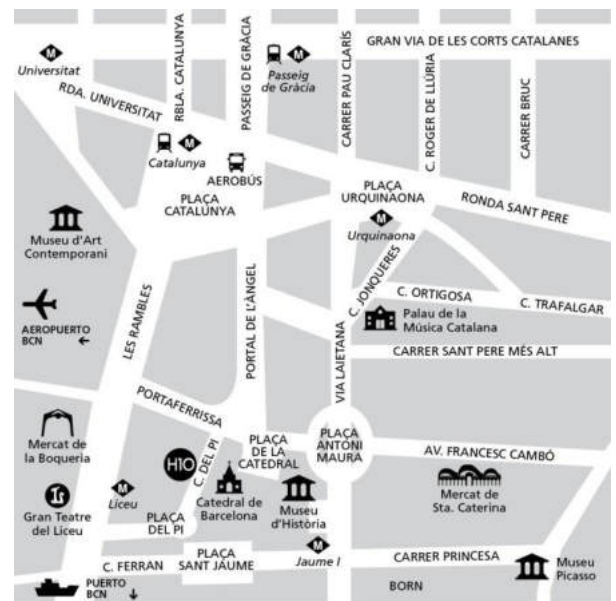 GRAN VIA DE LES CORTS CATALANES
M
Universitat
M
Passeig
de Gràcia
RBLA. CATALUNYA
PASSEIG DE GRÀCIA
CARRER PAU CLARÍS
C. ROGER DE LLÚRIA
CARRER BRUC
RDA. UNIVERSITAT
M
Catalunya
AEROBÚS
PLAÇA
CATALUNYA
PLAÇA
URQUINAONA
RONDA SANT PERE
M
Urquinaona
Museu d'Art
Contemporani
C. JONQUERES
C. ORTIGOSA
C. TRAFALGAR
AEROPUERTO
BCN ←
LES RAMBLES
PORTAL DE L'ÀNGEL
VIA LAIETANA
Palau de la
Música Catalana
CARRER SANT PERE MÉS ALT
PORTAFERRISSA
Mercat de
la Boqueria
H10
C. DEL PI
PLAÇA
DE LA
CATEDRAL
PLAÇA
ANTONI
MAURA
AV. FRANCESC CAMBÓ
Mercat de
Sta. Caterina
Gran Teatre
del Liceu
M
Liceu
Catedral de
Barcelona
Museu
d'Història
PLAÇA
DEL PI
C. FERRAN
PLAÇA
SANT JAUME
M
Jaume I
CARRER PRINCESA
Museu
Picasso
PUERTO
BCN ↓
BORN